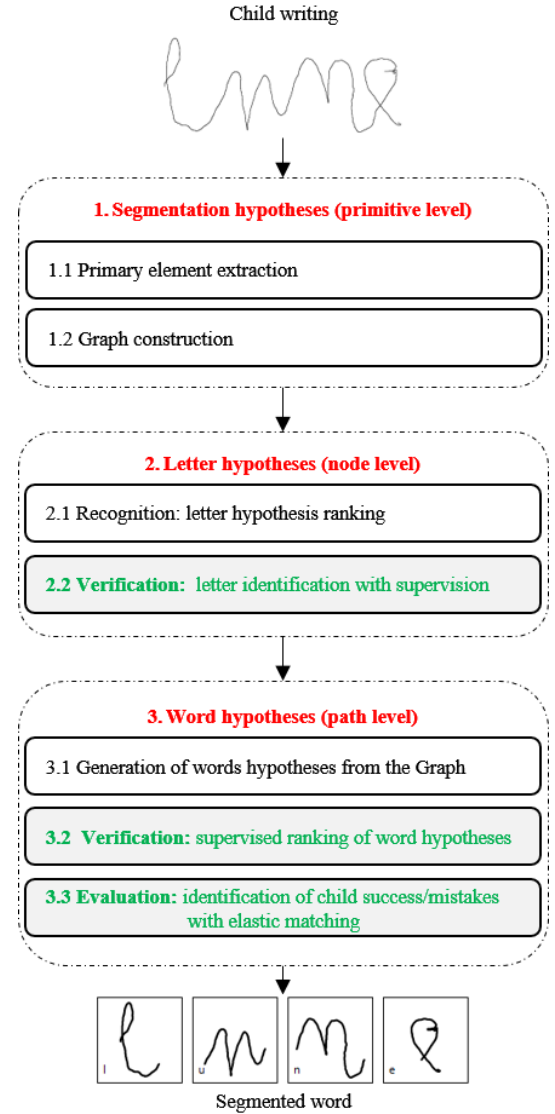 Child writing
lune
1. Segmentation hypotheses (primitive level)
1.1 Primary element extraction
1.2 Graph construction
2. Letter hypotheses (node level)
2.1 Recognition: letter hypothesis ranking
2.2 Verification: letter identification with supervision
3. Word hypotheses (path level)
3.1 Generation of words hypotheses from the Graph
3.2 Verification: supervised ranking of word hypotheses
3.3 Evaluation: identification of child success/mistakes
with elastic matching
l u n e
l u n e
Segmented word